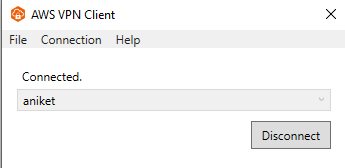 AWS VPN Client
File Connection Help
Connected.
aniket
Disconnect